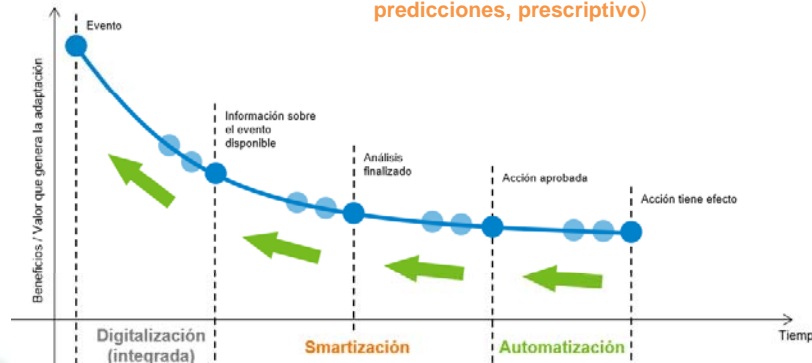 predicciones, prescriptivo)
Evento
Información sobre
el evento
disponible
Análisis
finalizado
Acción aprobada
Acción tiene efecto
Beneficios / Valor que genera la adaptación
Tiemp
Digitalización
(integrada)
Smartización
Automatización